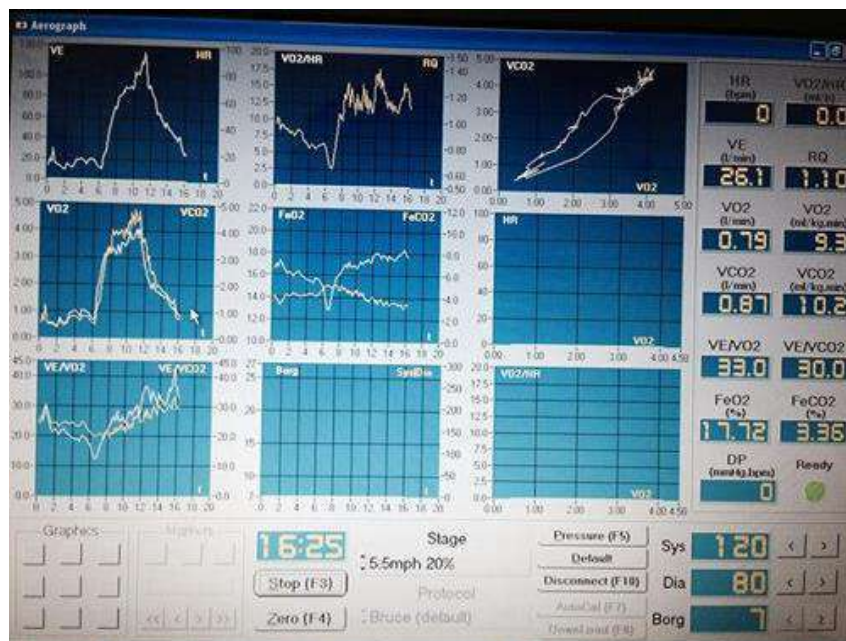 Aerograph
VE HR
VO2/HR RQ
VCO2
VO2
HR (bpm)
0
VO2/HR
0.0
VE (l/min)
26.1
RQ
1.10
VO2 (l/min)
0.79
VO2 (ml/kg.min)
9.3
VCO2 (l/min)
0.87
VCO2 (ml/kg.min)
10.2
VE/VO2
33.0
VE/VCO2
30.0
FeO2 (%)
17.72
FeCO2 (%)
3.36
DP (mmHg.bpm)
0
Ready
VO2 VCO2
FeO2 FeCO2
HR
VO2
VE/VO2 VE/VCO2
Borg Sys/Dia
VO2/HR
VO2
Graphics
Markers
<< < > >>
16:25
Stop (F3)
Zero (F4)
Stage
5.5mph 20%
Protocol
Bruce (default)
Pressure (F5)
Default
Disconnect (F10)
AutoCal (F7)
DownLoad (F8)
Sys 120 < >
Dia 80 < >
Borg 7 < >